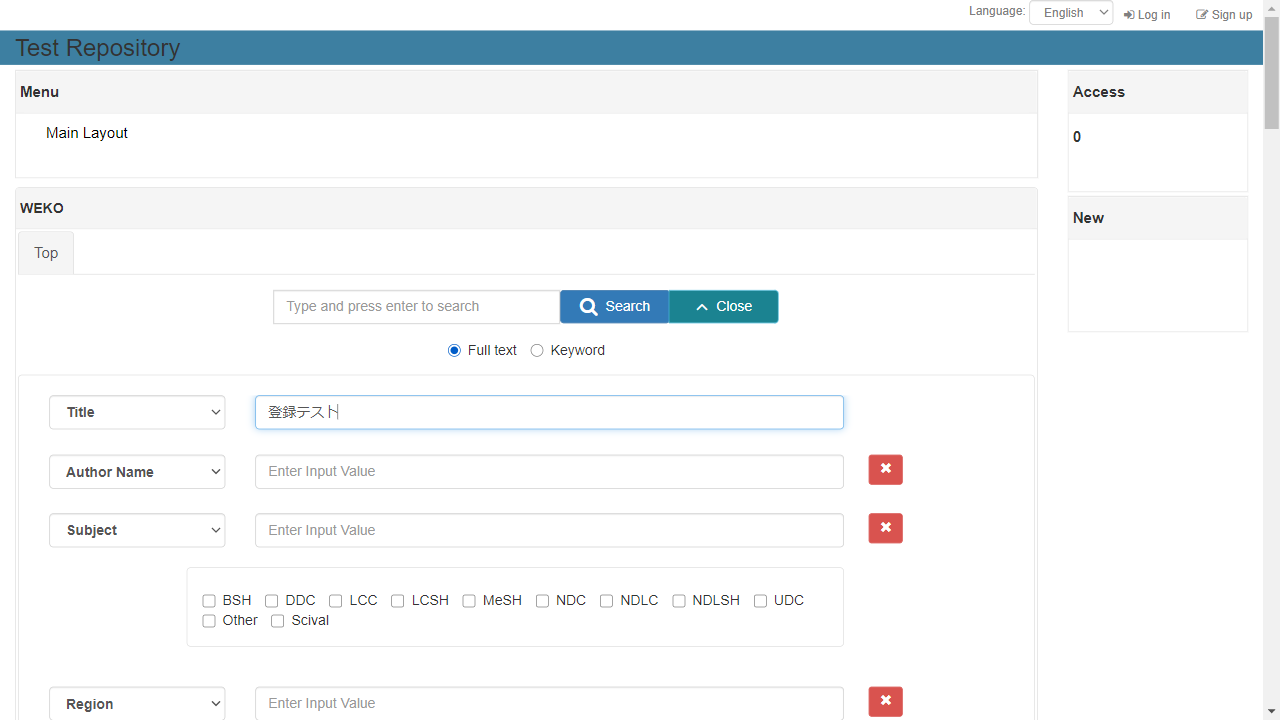 Language: English Log in Sign up
Test Repository
Menu
Main Layout
Access
0
New
WEKO
Top
Type and press enter to search Search Close
Full text Keyword
Title 登録テスト
Author Name Enter Input Value
Subject Enter Input Value
BSH DDC LCC LCSH MeSH NDC NDLC NDLSH UDC
Other Scival
Region Enter Input Value